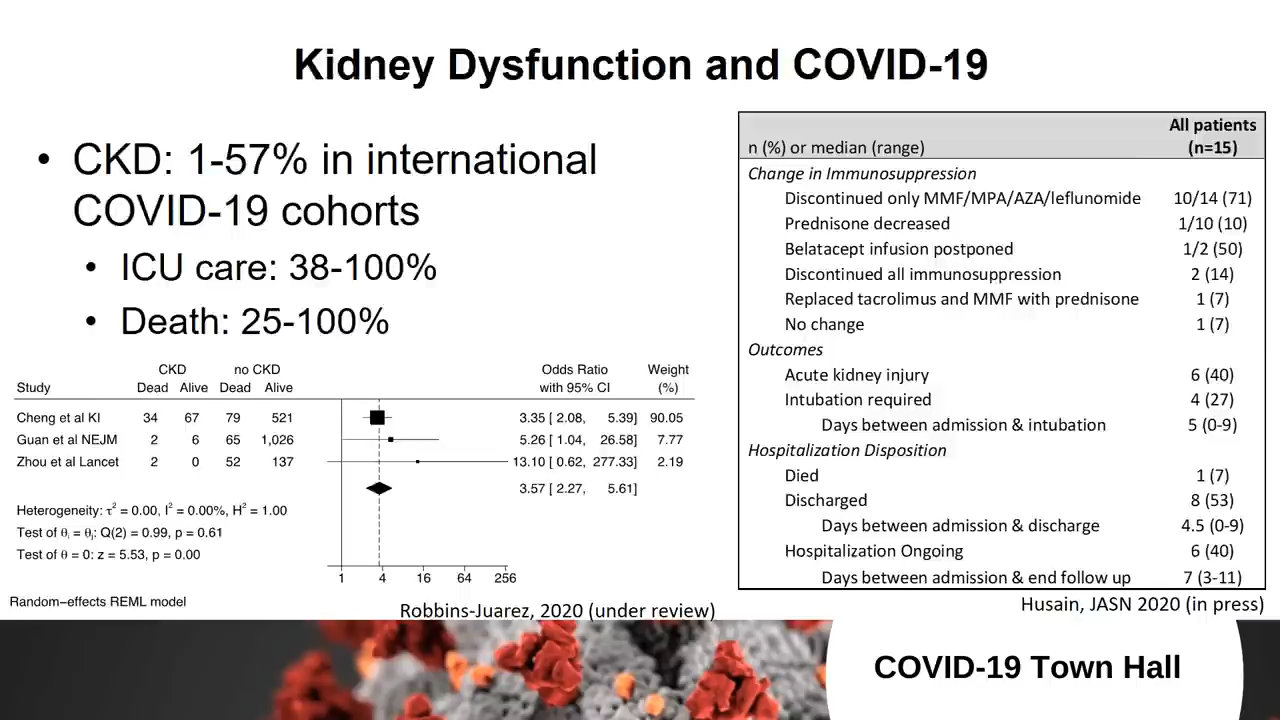 Kidney Dysfunction and COVID-19
• CKD: 1-57% in international
COVID-19 cohorts
• ICU care: 38-100%
• Death: 25-100%
CKD no CKD Odds Ratio Weight
Study Dead Alive Dead Alive with 95% CI (%)
Cheng et al KI 34 67 79 521 3.35 [ 2.08, 5.39] 90.05
Guan et al NEJM 2 6 65 1,026 5.26 [ 1.04, 26.58] 7.77
Zhou et al Lancet 2 0 52 137 13.10 [ 0.62, 277.33] 2.19
3.57 [ 2.27, 5.61]
Heterogeneity: τ² = 0.00, I² = 0.00%, H² = 1.00
Test of θᵢ = θⱼ: Q(2) = 0.99, p = 0.61
Test of θ = 0: z = 5.53, p = 0.00
1 4 16 64 256
Random−effects REML model
Robbins-Juarez, 2020 (under review)
All patients
n (%) or median (range) (n=15)
Change in Immunosuppression
Discontinued only MMF/MPA/AZA/leflunomide 10/14 (71)
Prednisone decreased 1/10 (10)
Belatacept infusion postponed 1/2 (50)
Discontinued all immunosuppression 2 (14)
Replaced tacrolimus and MMF with prednisone 1 (7)
No change 1 (7)
Outcomes
Acute kidney injury 6 (40)
Intubation required 4 (27)
Days between admission & intubation 5 (0-9)
Hospitalization Disposition
Died 1 (7)
Discharged 8 (53)
Days between admission & discharge 4.5 (0-9)
Hospitalization Ongoing 6 (40)
Days between admission & end follow up 7 (3-11)
Husain, JASN 2020 (in press)
COVID-19 Town Hall